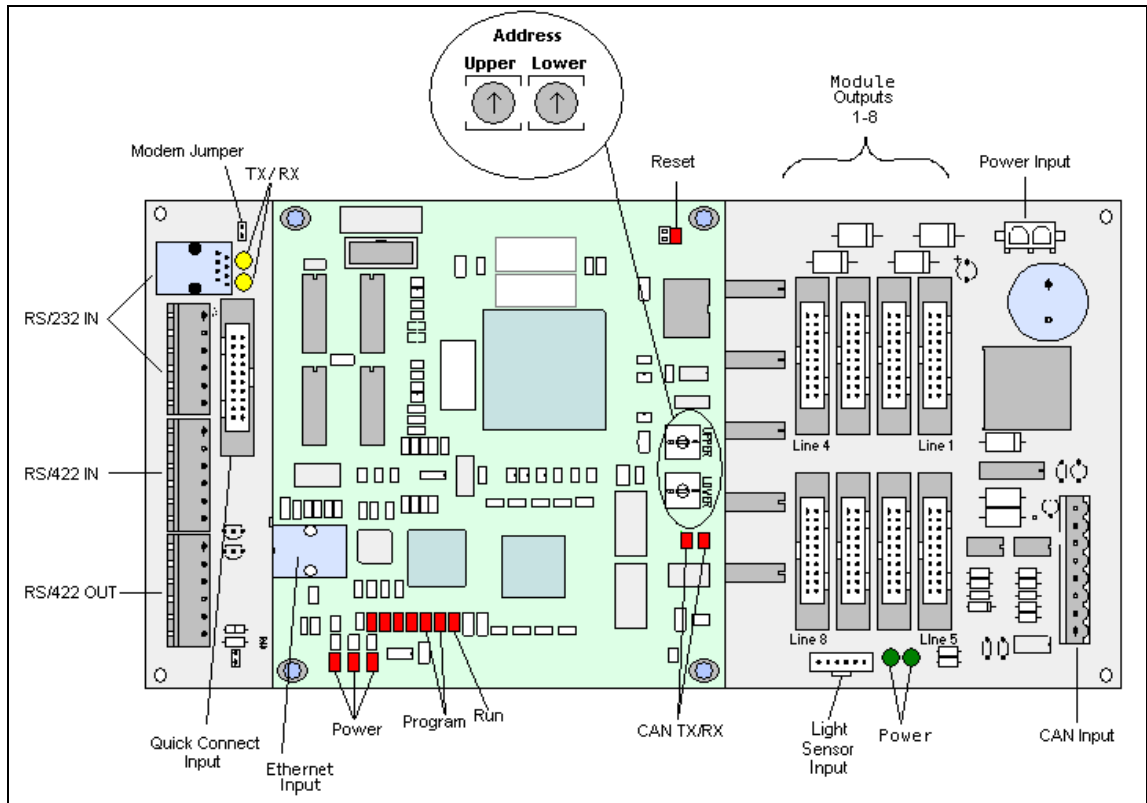 Address
Upper Lower
Module
Outputs
1-8
Modem Jumper
TX/RX
Reset
Power Input
RS/232 IN
RS/422 IN
RS/422 OUT
UPPER
LOWER
Line 4
Line 1
Line 8
LIne 5
Power
Program
Run
CAN TX/RX
Light
Sensor
Input
Power
CAN Input
Quick Connect
Input
Ethernet
Input